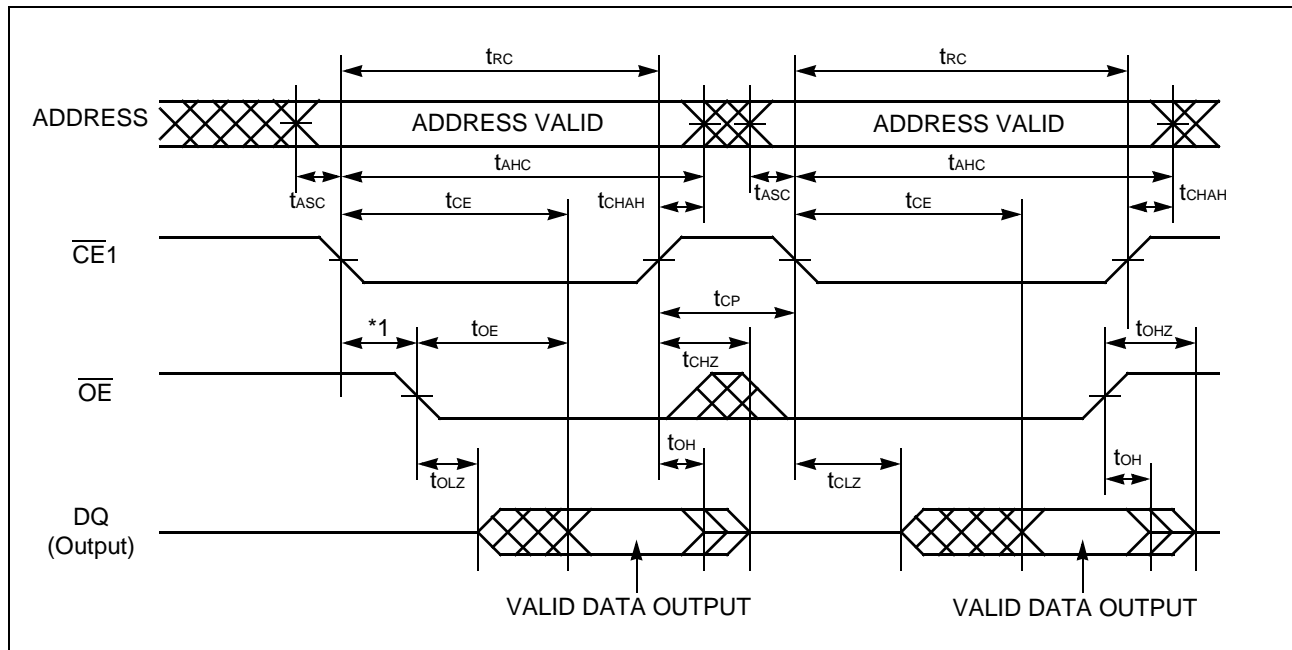 tRC tRC
ADDRESS ADDRESS VALID ADDRESS VALID
tAHC tAHC
tASC tCE tCHAH tASC tCE tCHAH
CE1
tCP
*1 tOE tCHZ tOHZ
OE
tOLZ tOH tCLZ tOH
DQ
(Output)
VALID DATA OUTPUT VALID DATA OUTPUT